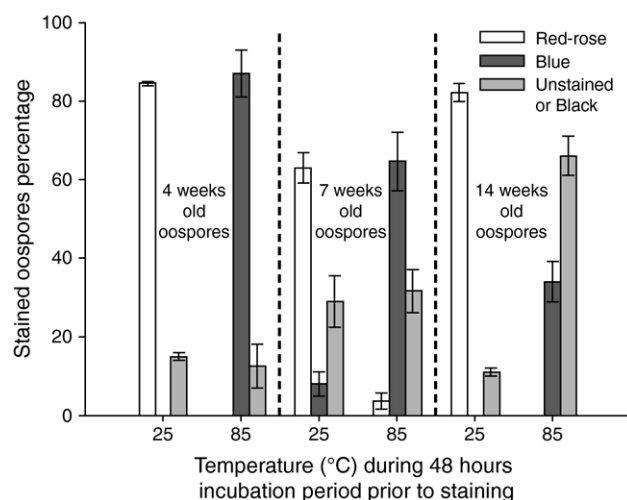 100
80
60
40
20
0
Stained oospores percentage
Red-rose
Blue
Unstained
or Black
4 weeks
old
oospores
7 weeks
old
oospores
14 weeks
old
oospores
25
85
25
85
25
85
Temperature (°C) during 48 hours
incubation period prior to staining